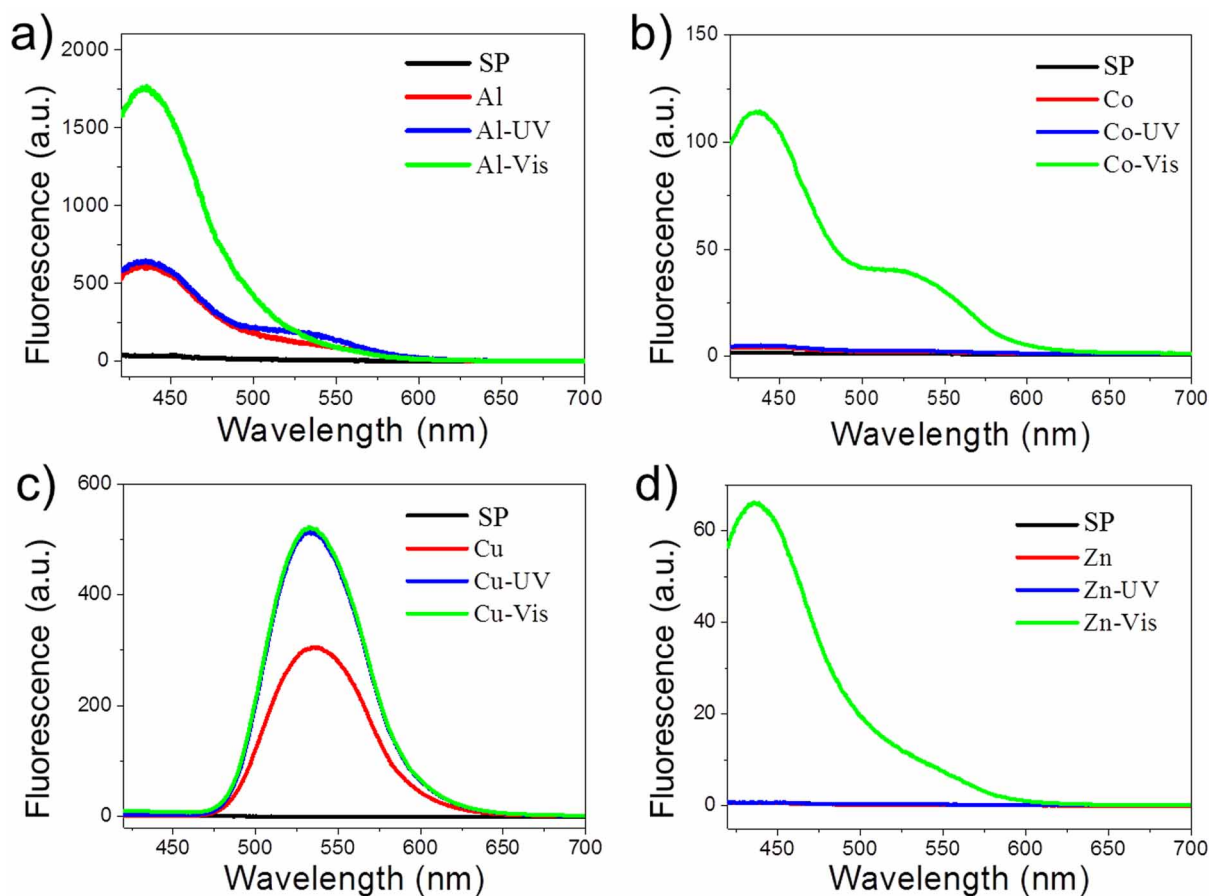 a)
Fluorescence (a.u.)
2000
1500
1000
500
0
SP
Al
Al-UV
Al-Vis
450 500 550 600 650 700
Wavelength (nm)
b)
Fluorescence (a.u.)
150
100
50
0
SP
Co
Co-UV
Co-Vis
450 500 550 600 650 700
Wavelength (nm)
c)
Fluorescence (a.u.)
600
400
200
0
SP
Cu
Cu-UV
Cu-Vis
450 500 550 600 650 700
Wavelength (nm)
d)
Fluorescence (a.u.)
60
40
20
0
SP
Zn
Zn-UV
Zn-Vis
450 500 550 600 650 700
Wavelength (nm)